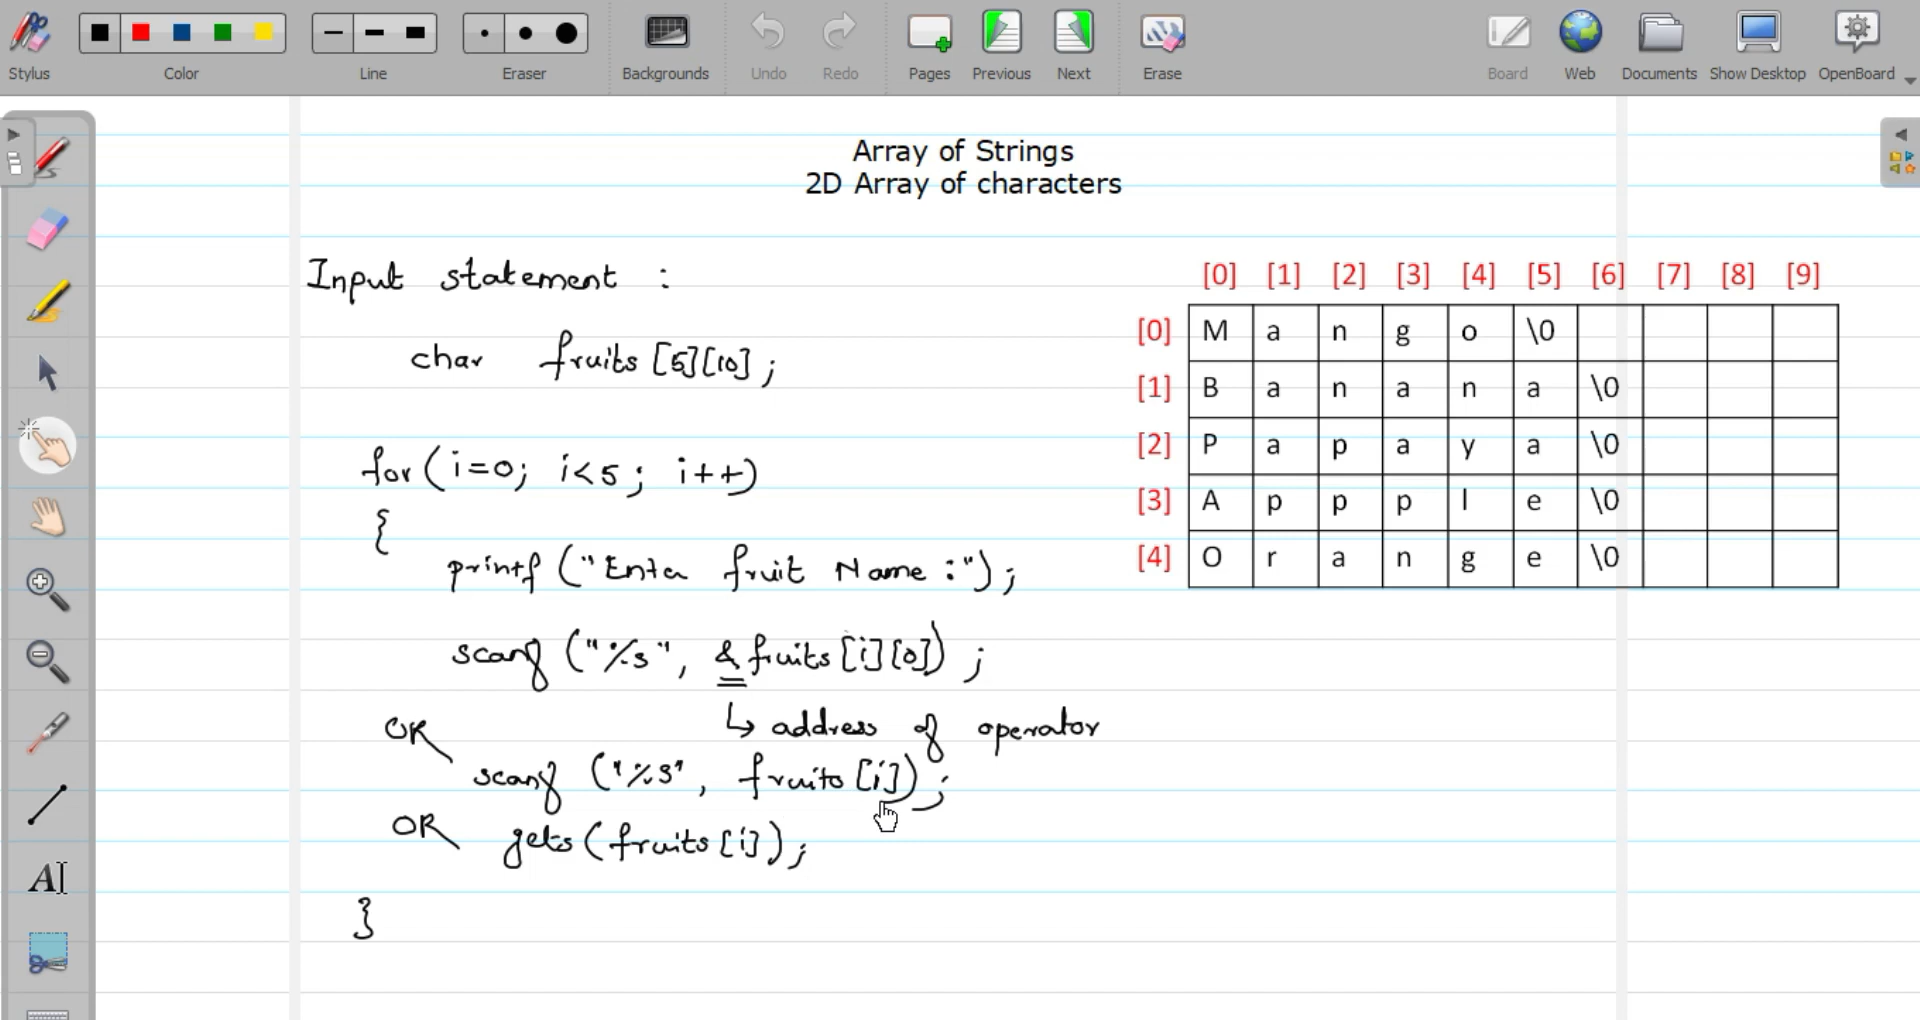 Stylus Color Line Eraser Backgrounds Undo Redo Pages Previous Next Erase Board Web Documents Show Desktop OpenBoard
Array of Strings
2D Array of characters
Input statement :
char fruits [5][10];
for(i=0; i<5; i++)
{
printf ("Enter fruit Name :");
scanf ("%s", &fruits[i][0]) ;
↳ address of operator
OR
scanf ("%s", fruits[i]);
OR gets(fruits[i]);
}
[0] [1] [2] [3] [4] [5] [6] [7] [8] [9]
[0] M a n g o \0
[1] B a n a n a \0
[2] P a p a y a \0
[3] A p p p l e \0
[4] O r a n g e \0
A